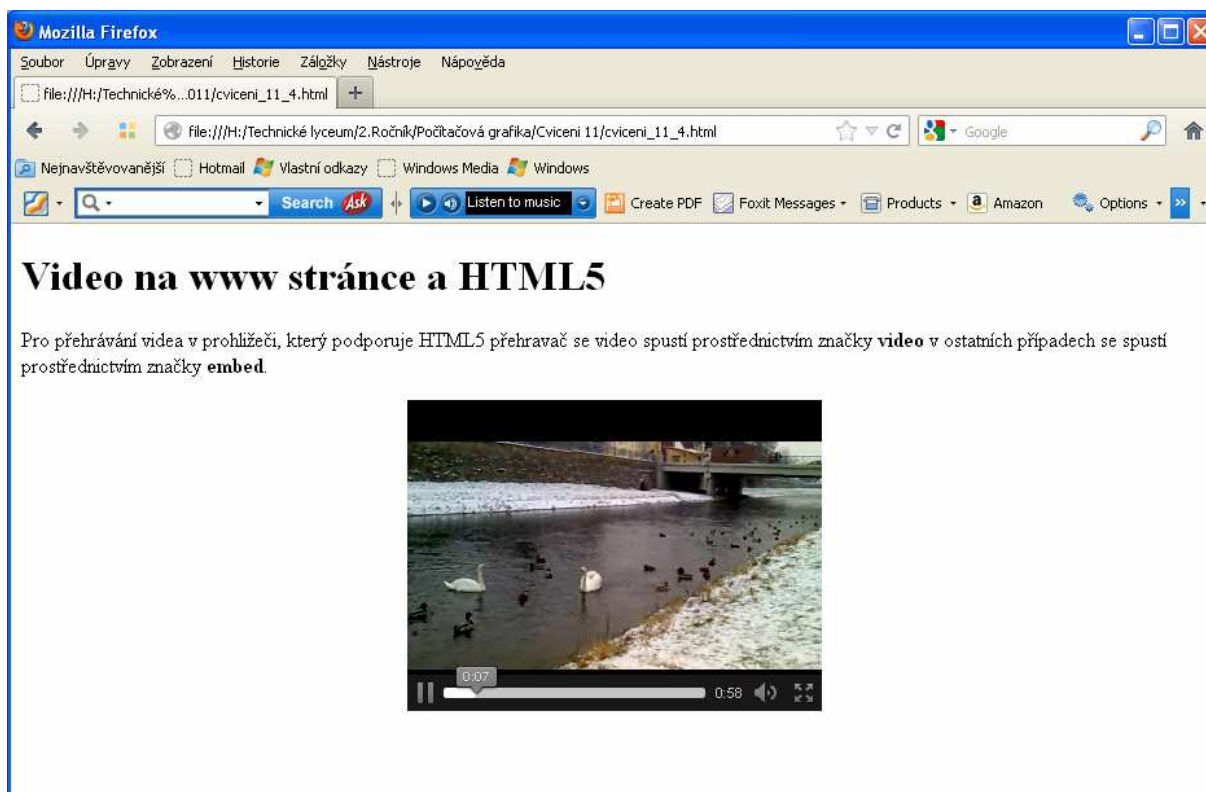 Mozilla Firefox
Soubor Úpravy Zobrazení Historie Záložky Nástroje Nápověda
file:///H:/Technické%...011/cviceni_11_4.html +
file:///H:/Technické lyceum/2.Ročník/Počítačová grafika/Cviceni 11/cviceni_11_4.html Google
Nejnavštěvovanější Hotmail Vlastní odkazy Windows Media Windows
Search Ask Listen to music Create PDF Foxit Messages Products a Amazon Options »
Video na www stránce a HTML5
Pro přehrávání videa v prohlížeči, který podporuje HTML5 přehravač se video spustí prostřednictvím značky video v ostatních případech se spustí
prostřednictvím značky embed.
0:07
0:58